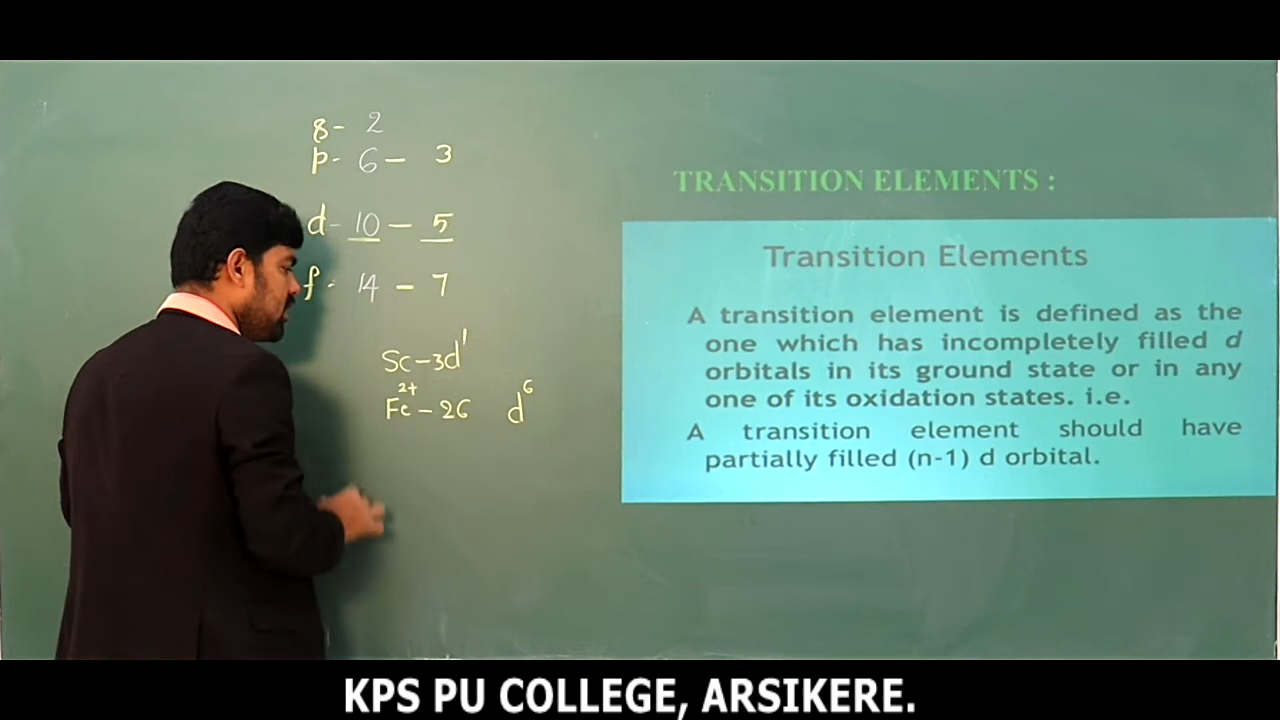 s - 2
p - 6 - 3
d - 10 - 5
f - 14 - 7
Sc - 3d¹
Fe²⁺ - 26 d⁶
TRANSITION ELEMENTS :
Transition Elements
A transition element is defined as the
one which has incompletely filled d
orbitals in its ground state or in any
one of its oxidation states. i.e.
A transition element should have
partially filled (n-1) d orbital.
KPS PU COLLEGE, ARSIKERE.